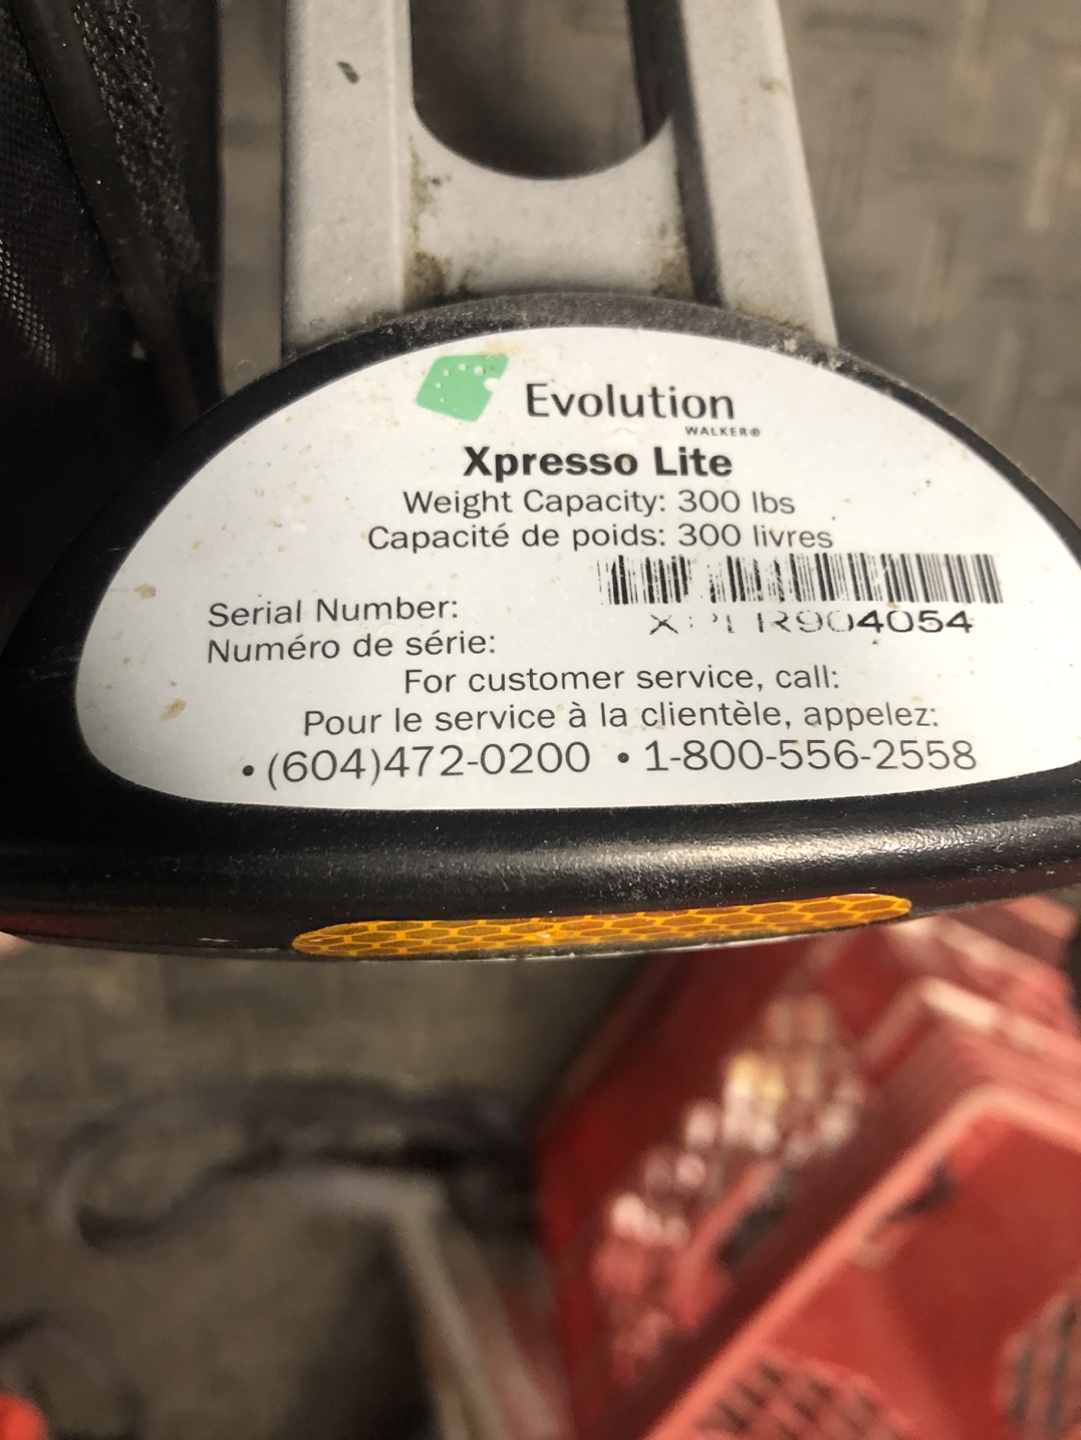 Evolution
WALKER®
Xpresso Lite
Weight Capacity: 300 lbs
Capacité de poids: 300 livres
Serial Number:
Numéro de série:
For customer service, call:
Pour le service à la clientèle, appelez:
•(604)472-0200 •1-800-556-2558